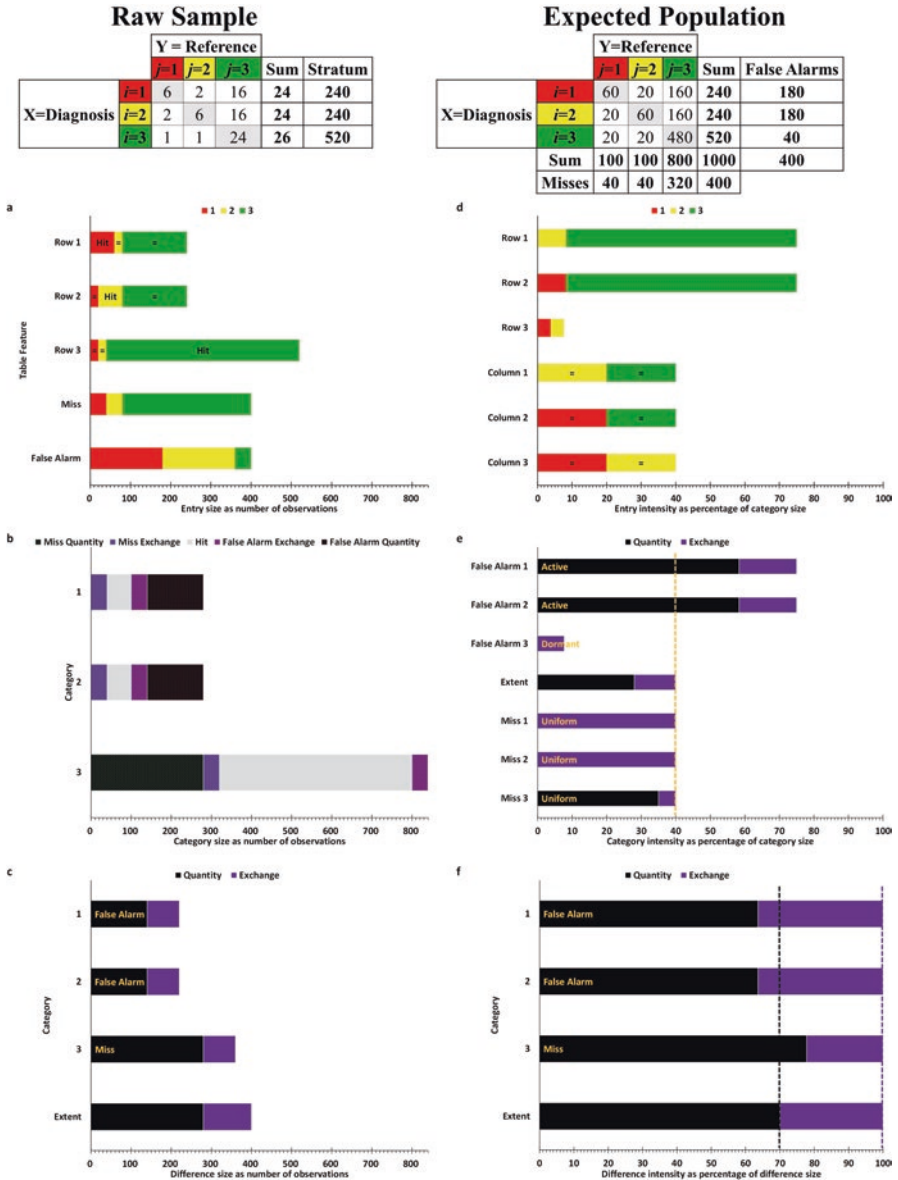 Raw Sample
Y = Reference
j=1 j=2 j=3 Sum Stratum
X=Diagnosis
i=1 6 2 16 24 240
i=2 2 6 16 24 240
i=3 1 1 24 26 520
Expected Population
Y=Reference
j=1 j=2 j=3 Sum False Alarms
X=Diagnosis
i=1 60 20 160 240 180
i=2 20 60 160 240 180
i=3 20 20 480 520 40
Sum 100 100 800 1000 400
Misses 40 40 320 400
a
1 2 3
Table Feature
Row 1 Hit = =
Row 2 = Hit =
Row 3 = = Hit
Miss
False Alarm
0 100 200 300 400 500 600 700 800
Entry size as number of observations
d
1 2 3
Row 1
Row 2
Row 3
Column 1 = =
Column 2 = =
Column 3 = =
0 10 20 30 40 50 60 70 80 90 100
Entry intensity as percentage of category size
b
Miss Quantity Miss Exchange Hit False Alarm Exchange False Alarm Quantity
Category
1
2
3
0 100 200 300 400 500 600 700 800
Category size as number of observations
e
Quantity Exchange
False Alarm 1 Active
False Alarm 2 Active
False Alarm 3 Dormant
Extent
Miss 1 Uniform
Miss 2 Uniform
Miss 3 Uniform
0 10 20 30 40 50 60 70 80 90 100
Category intensity as percentage of category size
c
Quantity Exchange
Category
1 False Alarm
2 False Alarm
3 Miss
Extent
0 100 200 300 400 500 600 700 800
Difference size as number of observations
f
Quantity Exchange
Category
1 False Alarm
2 False Alarm
3 Miss
Extent
0 10 20 30 40 50 60 70 80 90 100
Difference intensity as percentage of difference size